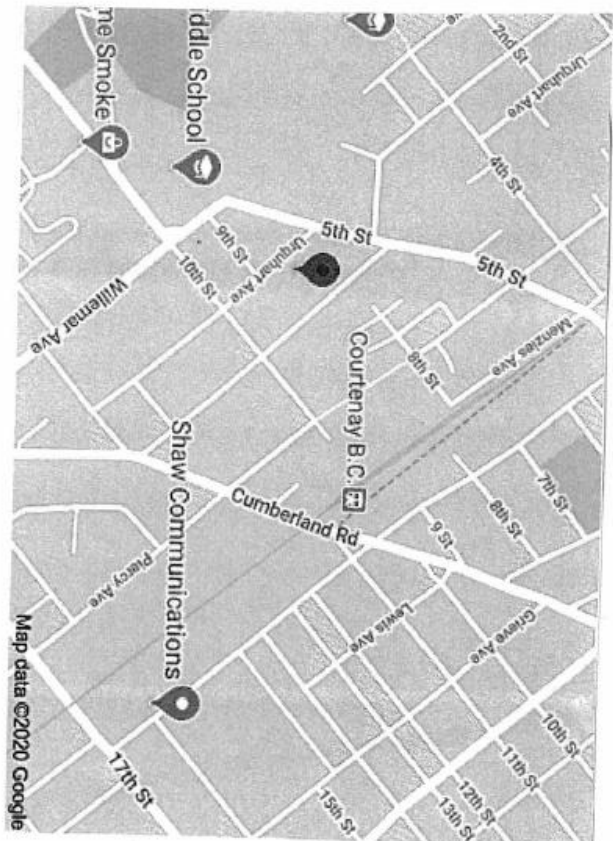 Urquhart Ave
Menzies Ave
7th St
10th St
2nd St
4th St
5th St
8th St
11th St
Grieve Ave
12th St
13th St
9 St
8th St
Lewis Ave
Courtenay B.C.
5th St
15th St
Cumberland Rd
Urquhart Ave
9th St
iddle School
10th St
Shaw Communications
17th St
Piercy Ave
me Smoke
Willemar Ave
Map data ©2020 Google